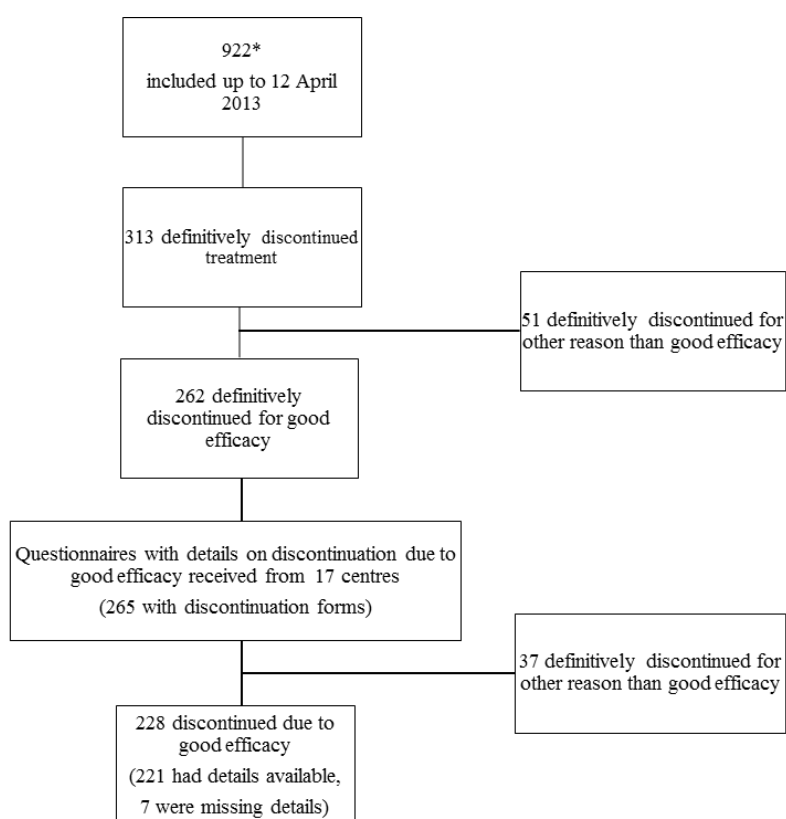 922*
included up to 12 April
2013
313 definitively discontinued
treatment
51 definitively discontinued for
other reason than good efficacy
262 definitively
discontinued for good
efficacy
Questionnaires with details on discontinuation due to
good efficacy received from 17 centres
(265 with discontinuation forms)
37 definitively discontinued for
other reason than good efficacy
228 discontinued due to
good efficacy
(221 had details available,
7 were missing details)